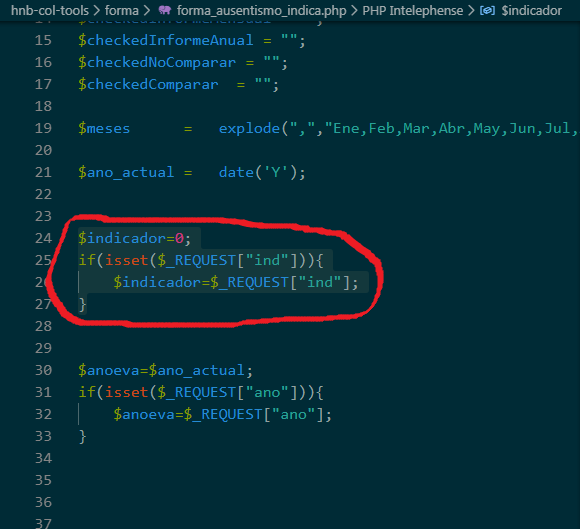 hnb-col-tools > forma > forma_ausentismo_indica.php > PHP Intelephense > $indicador
15 $checkedInformeAnual = "";
16 $checkedNoComparar = "";
17 $checkedComparar  = "";
18
19 $meses      =   explode(",","Ene,Feb,Mar,Abr,May,Jun,Jul,
20
21 $ano_actual =   date('Y');
22
23
24 $indicador=0;
25 if(isset($_REQUEST["ind"])){
26     $indicador=$_REQUEST["ind"];
27 }
28
29
30 $anoeva=$ano_actual;
31 if(isset($_REQUEST["ano"])){
32     $anoeva=$_REQUEST["ano"];
33 }
34
35
36
37